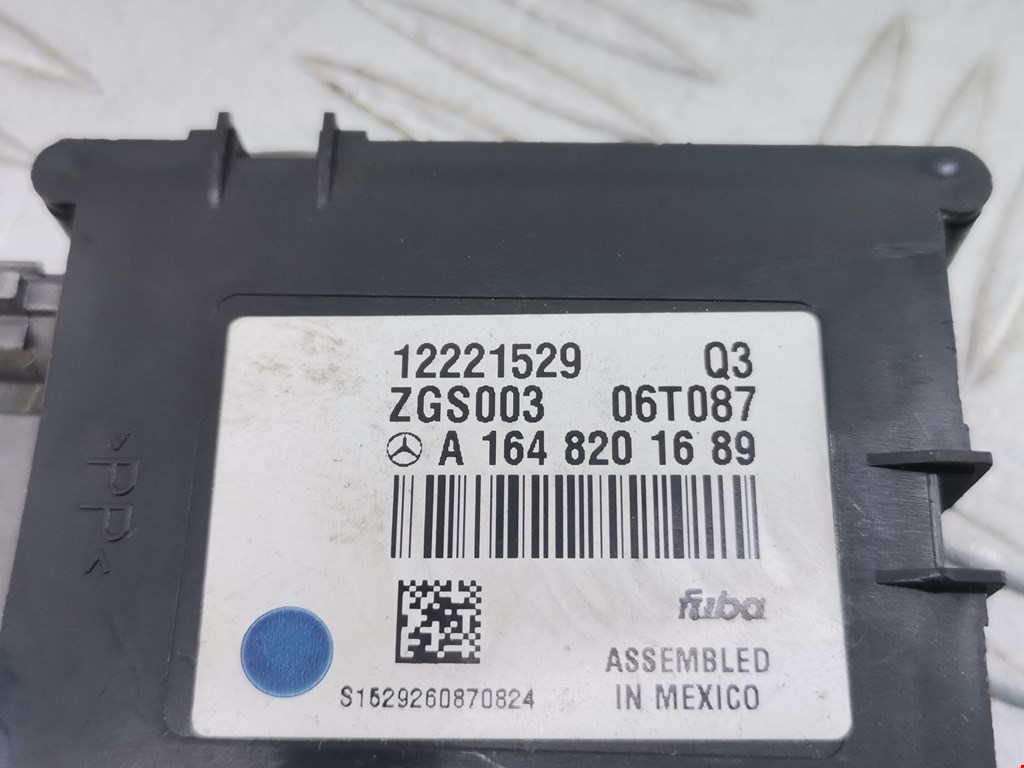 12221529 Q3
ZGS003 06T087
A 164 820 16 89
fuba
ASSEMBLED
IN MEXICO
S1529260870824
>PP<